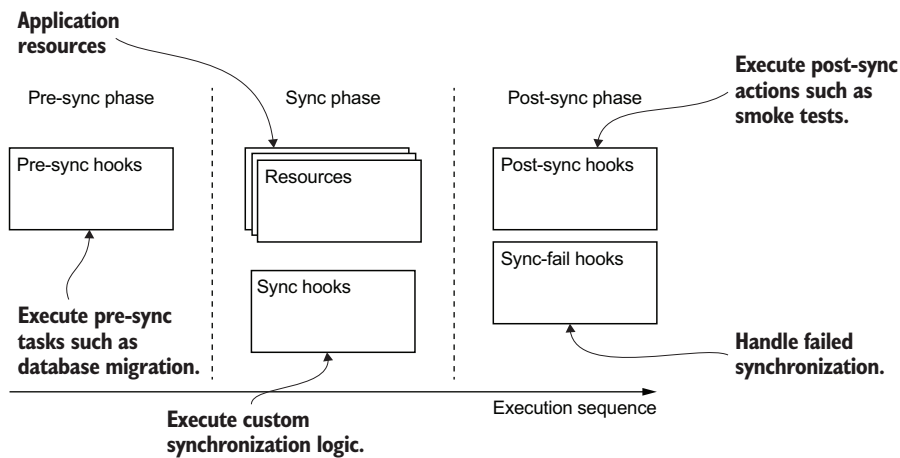 Application
resources
Execute post-sync
actions such as
smoke tests.
Pre-sync phase
Sync phase
Post-sync phase
Pre-sync hooks
Resources
Post-sync hooks
Sync hooks
Sync-fail hooks
Execute pre-sync
tasks such as
database migration.
Handle failed
synchronization.
Execution sequence
Execute custom
synchronization logic.